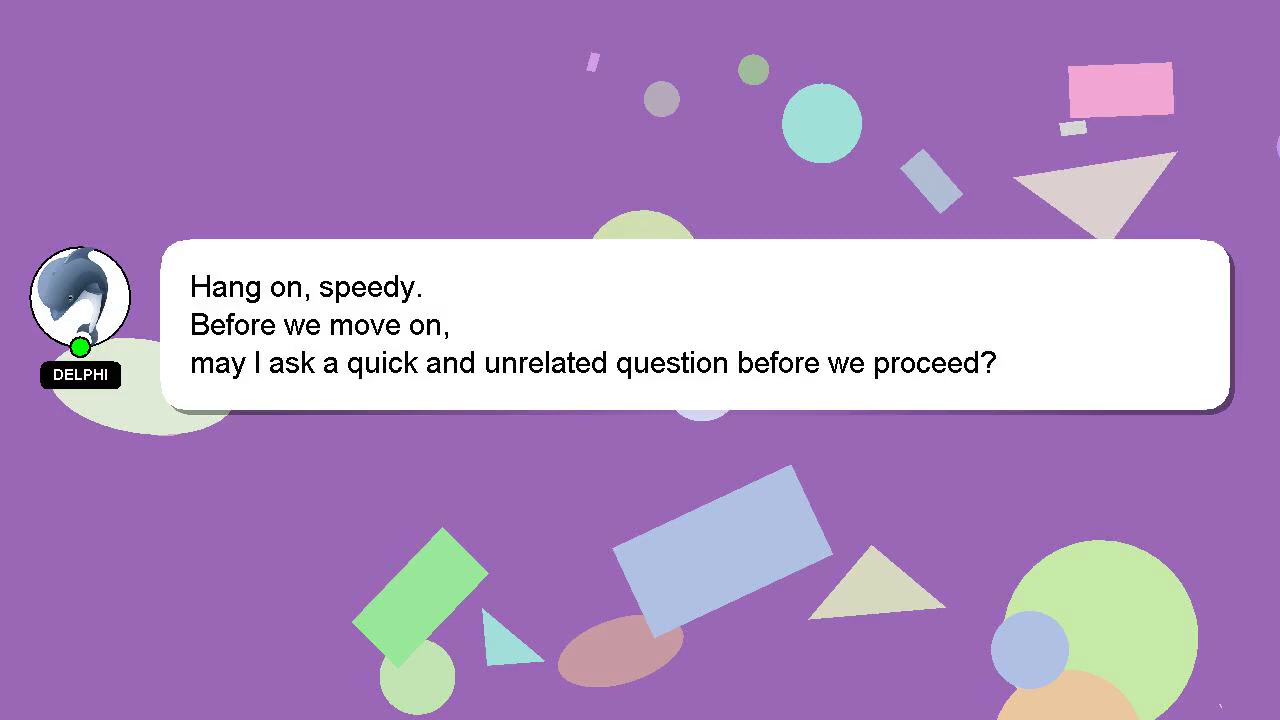 Hang on, speedy.
Before we move on,
may I ask a quick and unrelated question before we proceed?
DELPHI